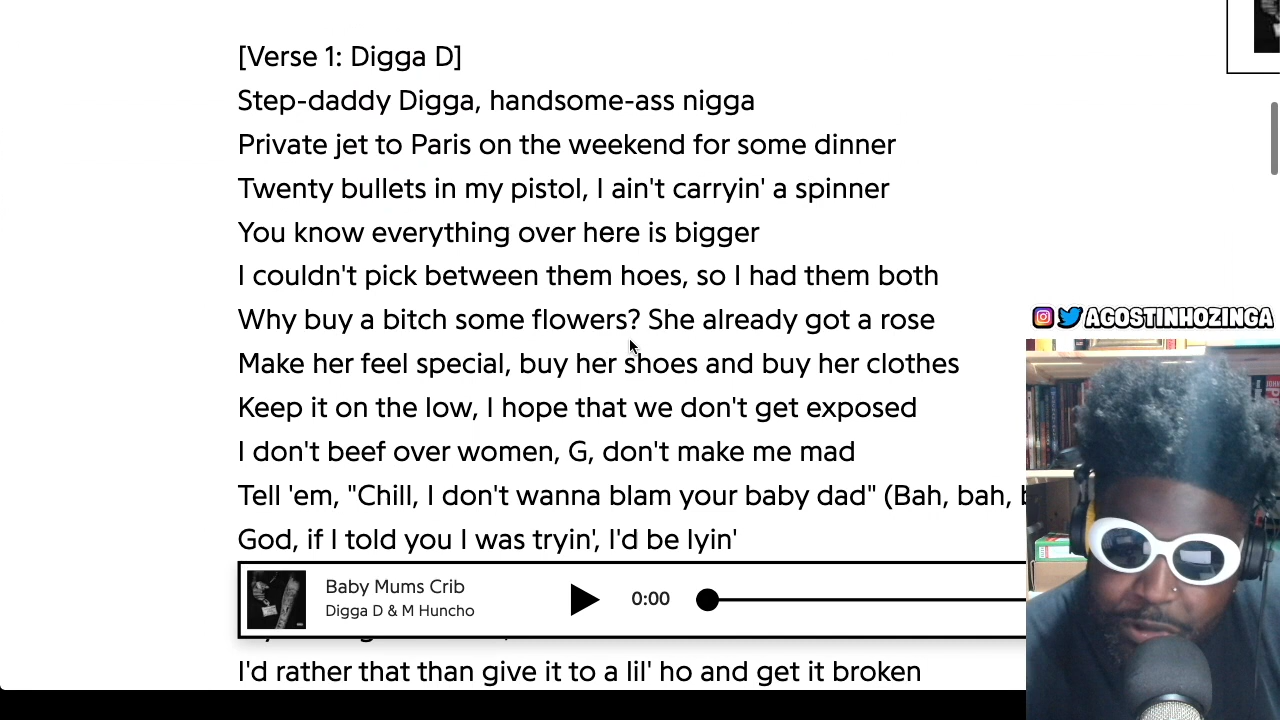 [Verse 1: Digga D]
Step-daddy Digga, handsome-ass nigga
Private jet to Paris on the weekend for some dinner
Twenty bullets in my pistol, I ain't carryin' a spinner
You know everything over here is bigger
I couldn't pick between them hoes, so I had them both
Why buy a bitch some flowers? She already got a rose
Make her feel special, buy her shoes and buy her clothes
Keep it on the low, I hope that we don't get exposed
I don't beef over women, G, don't make me mad
Tell 'em, "Chill, I don't wanna blam your baby dad" (Bah, bah,
God, if I told you I was tryin', I'd be lyin'
Baby Mums Crib
Digga D & M Huncho
0:00
I'd rather that than give it to a lil' ho and get it broken
AGOSTINHOZINGA